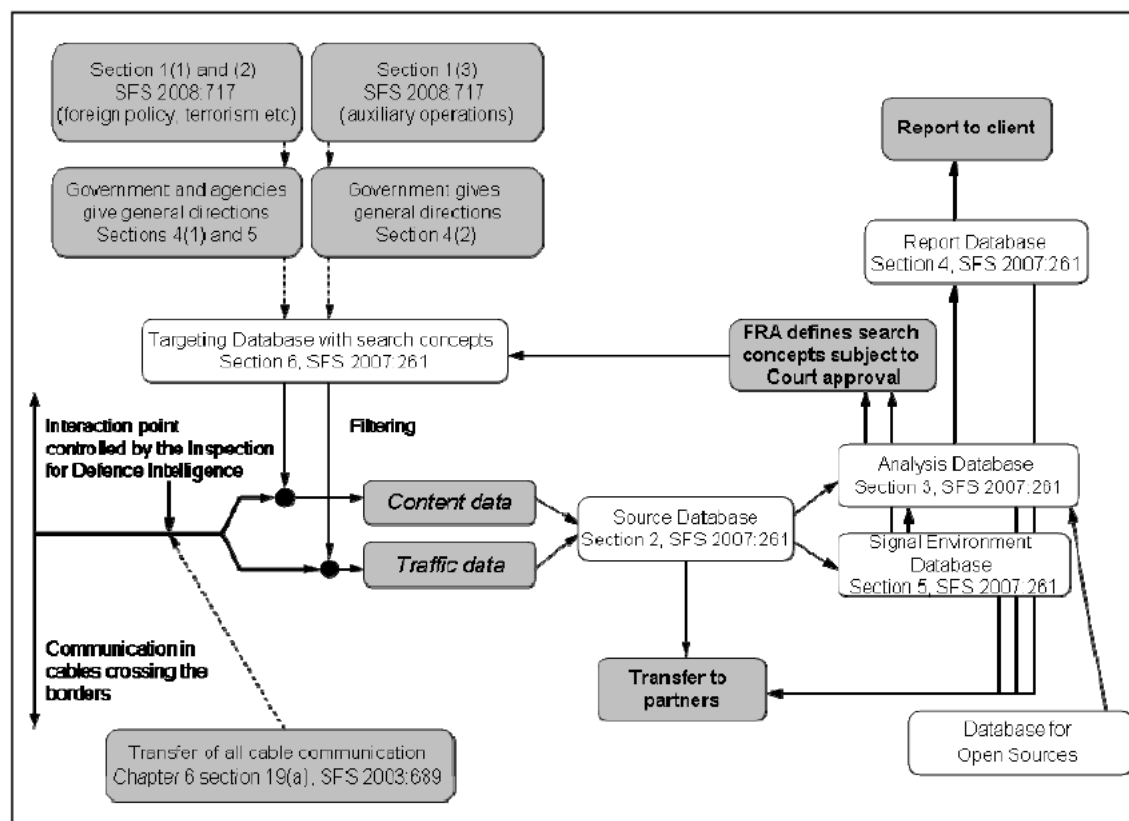 Section 1(1) and (2)
SFS 2008:717
(foreign policy, terrorism etc)
Section 1(3)
SFS 2008:717
(auxiliary operations)
Report to client
Government and agencies
give general directions
Sections 4(1) and 5
Government gives
general directions
Section 4(2)
Report Database
Section 4, SFS 2007:261
Targeting Database with search concepts
Section 6, SFS 2007:261
FRA defines search
concepts subject to
Court approval
Interaction point
controlled by the Inspection
for Defence Intelligence
Filtering
Content data
Traffic data
Source Database
Section 2, SFS 2007:261
Analysis Database
Section 3, SFS 2007:261
Signal Environment
Database
Section 5, SFS 2007:261
Communication in
cables crossing the
borders
Transfer to
partners
Database for
Open Sources
Transfer of all cable communication
Chapter 6 section 19(a), SFS 2003:689